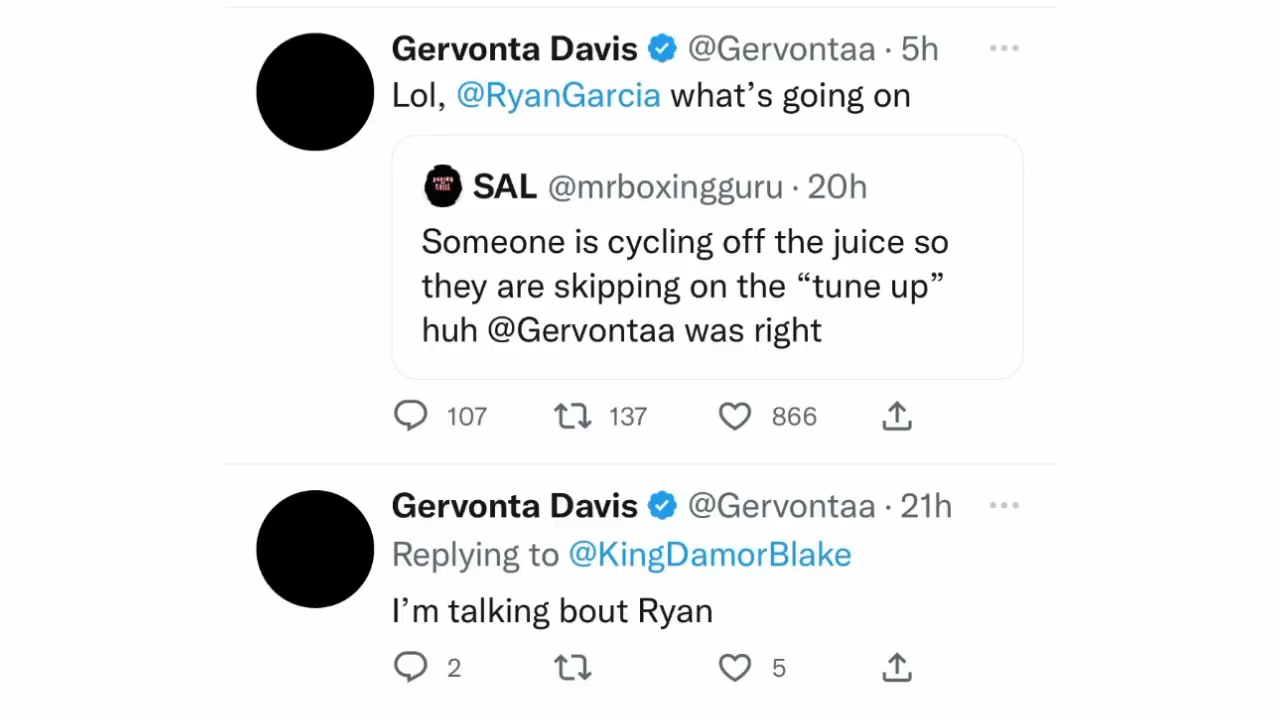 Gervonta Davis @Gervontaa · 5h
Lol, @RyanGarcia what’s going on
SAL @mrboxingguru · 20h
Someone is cycling off the juice so
they are skipping on the “tune up”
huh @Gervontaa was right
107 137 866
Gervonta Davis @Gervontaa · 21h
Replying to @KingDamorBlake
I’m talking bout Ryan
2 5